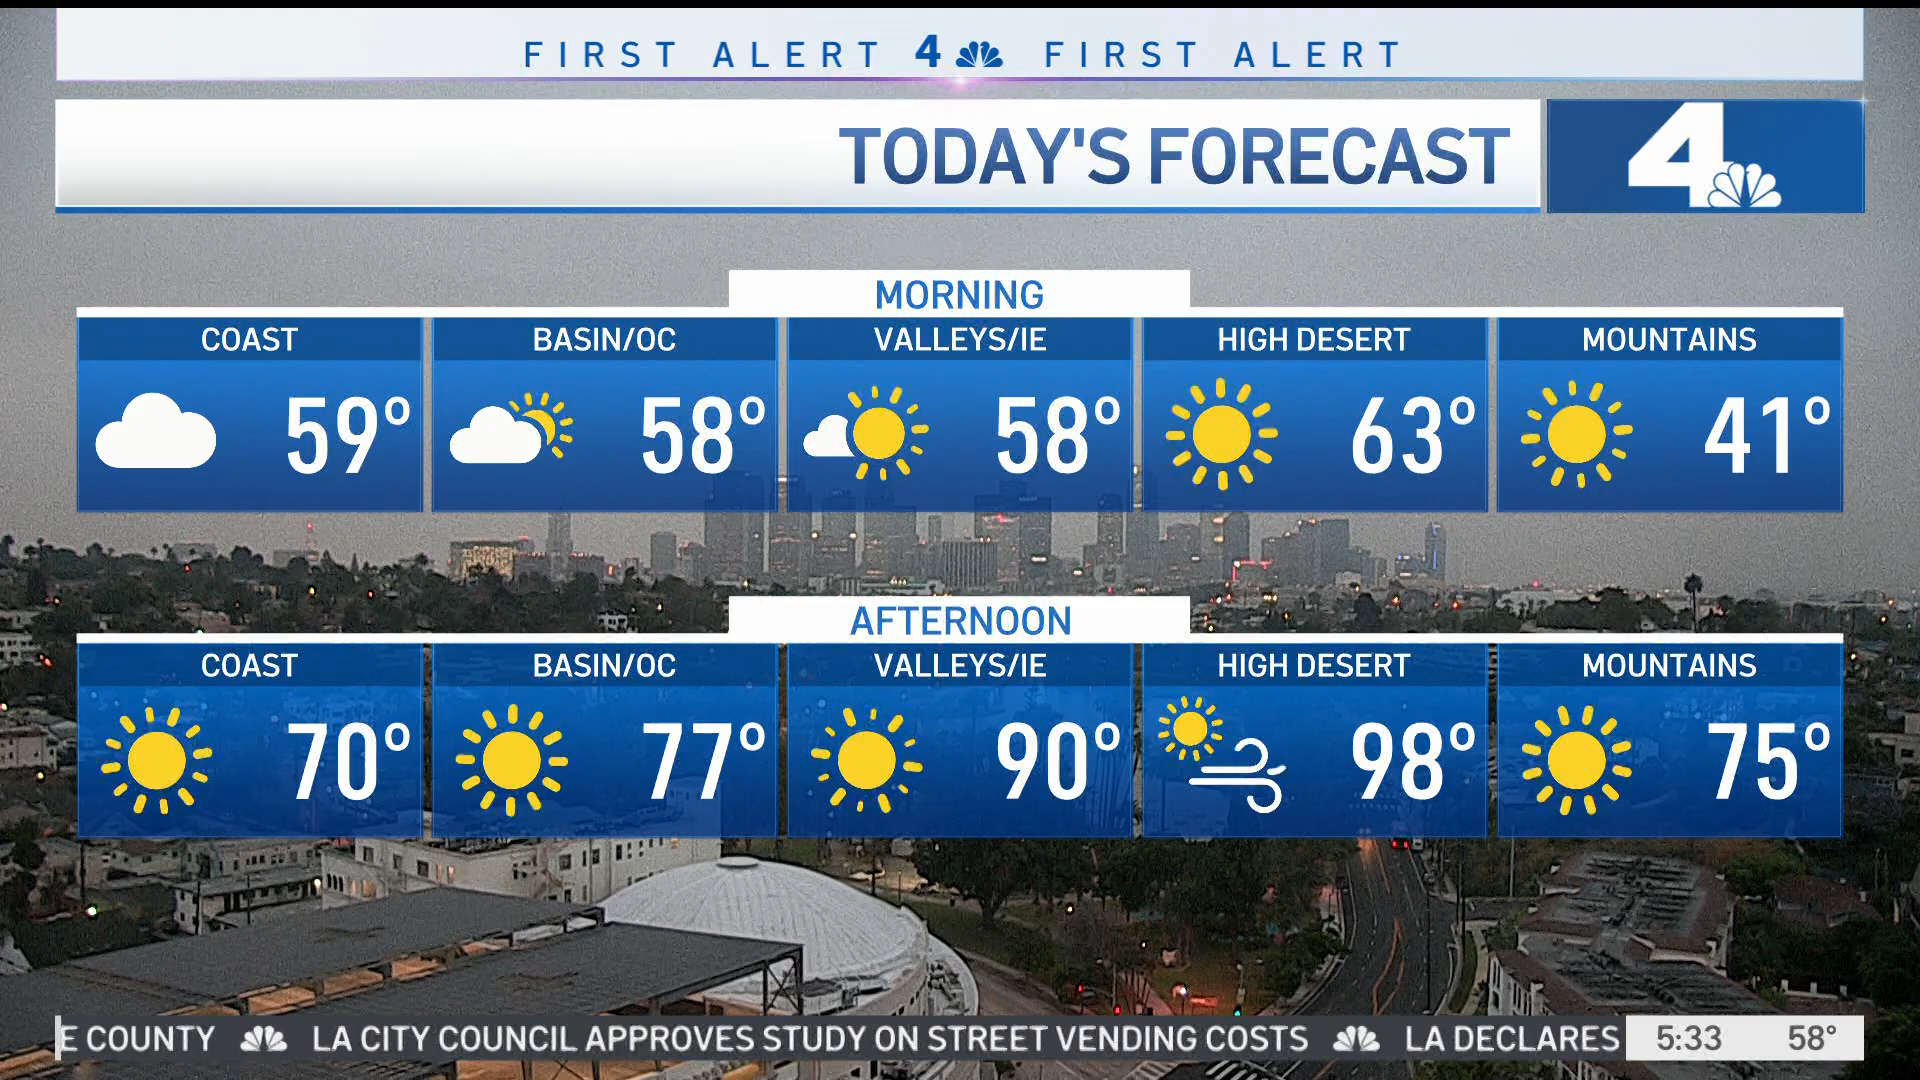 FIRST ALERT 4 FIRST ALERT
TODAY'S FORECAST
4
MORNING
COAST
59°
BASIN/OC
58°
VALLEYS/IE
58°
HIGH DESERT
63°
MOUNTAINS
41°
AFTERNOON
COAST
70°
BASIN/OC
77°
VALLEYS/IE
90°
HIGH DESERT
98°
MOUNTAINS
75°
E COUNTY LA CITY COUNCIL APPROVES STUDY ON STREET VENDING COSTS LA DECLARES
5:33 58°